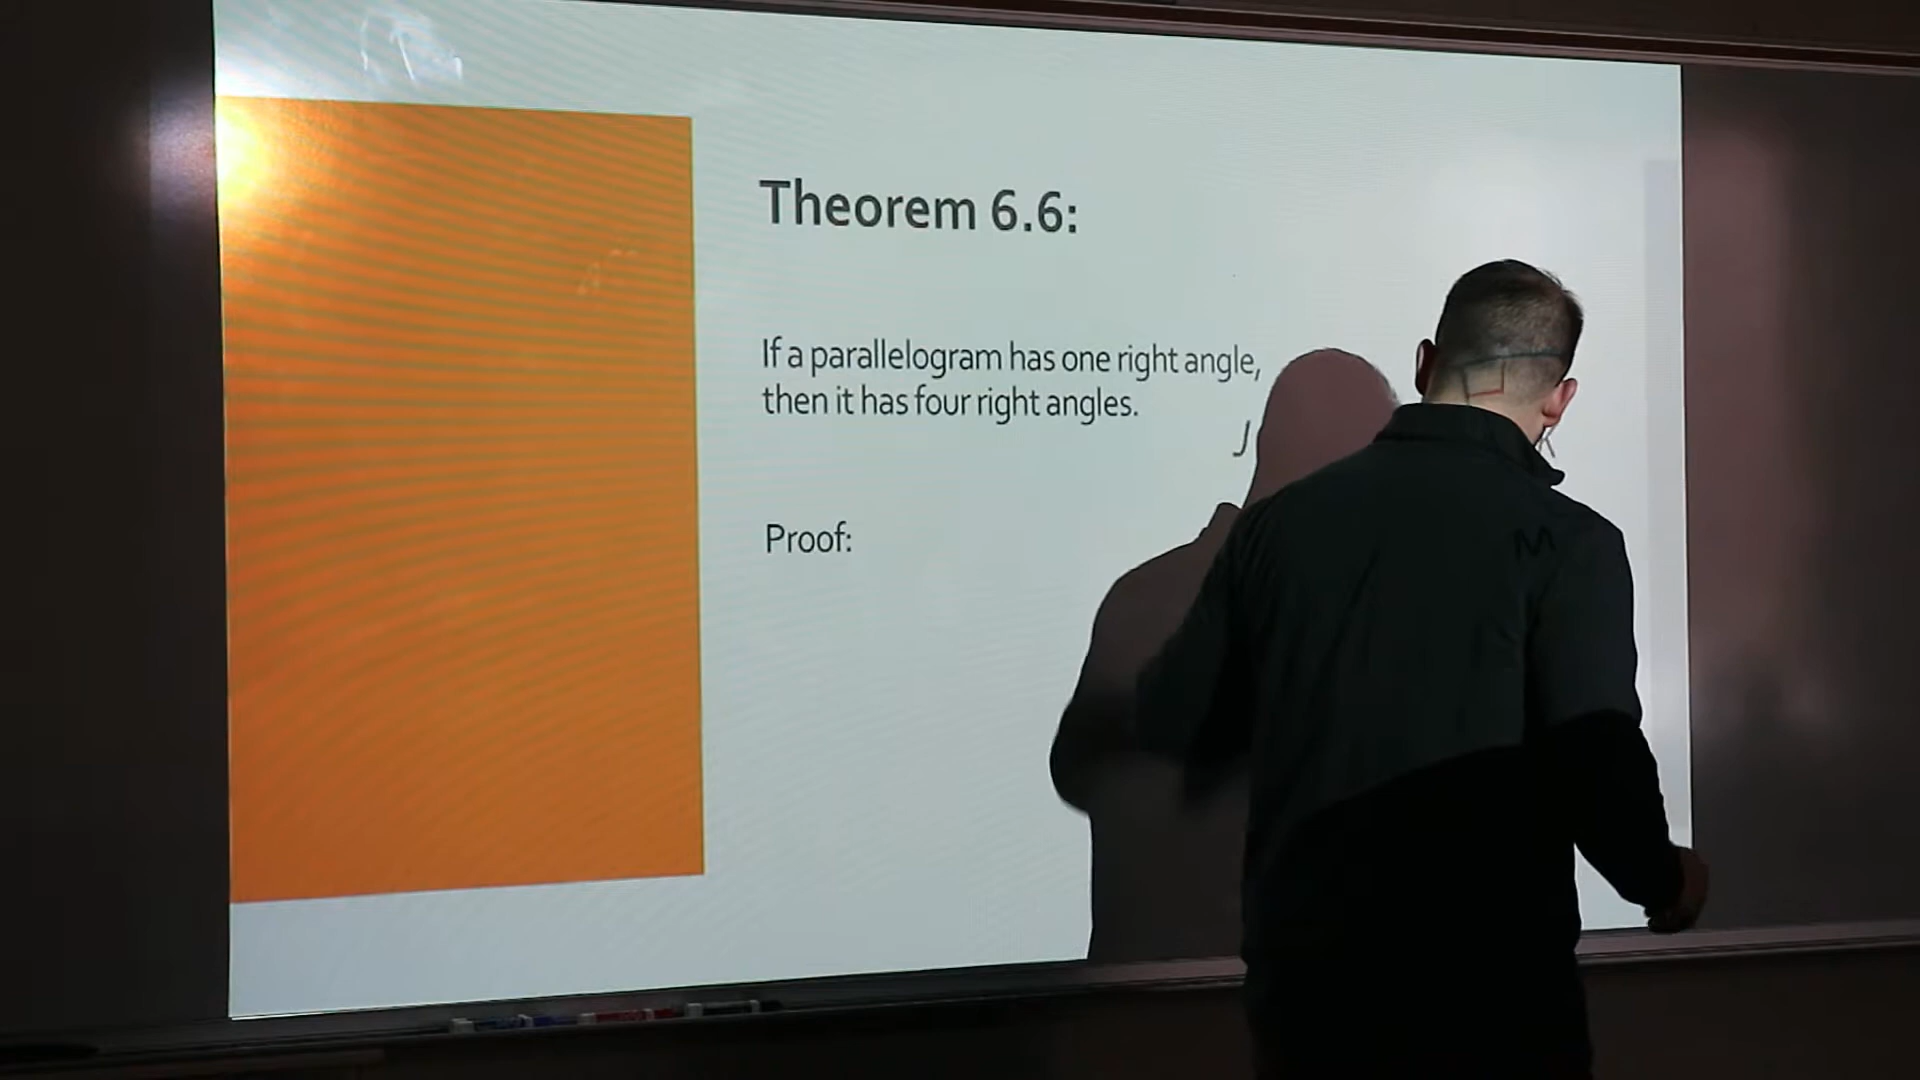 Theorem 6.6:
If a parallelogram has one right angle,
then it has four right angles.
J
K
M
Proof: